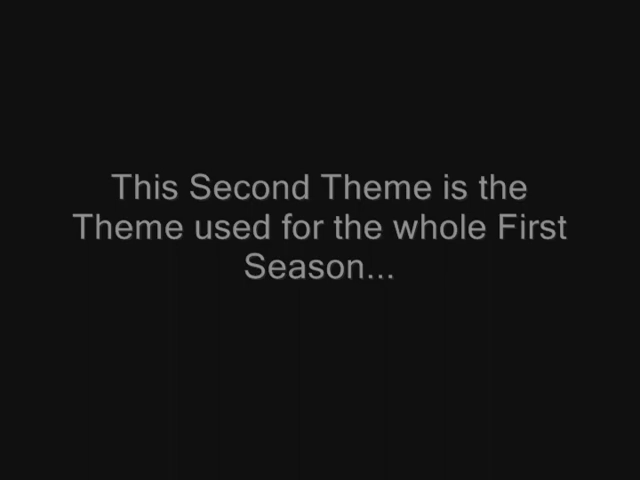 This Second Theme is the
Theme used for the whole First
Season...